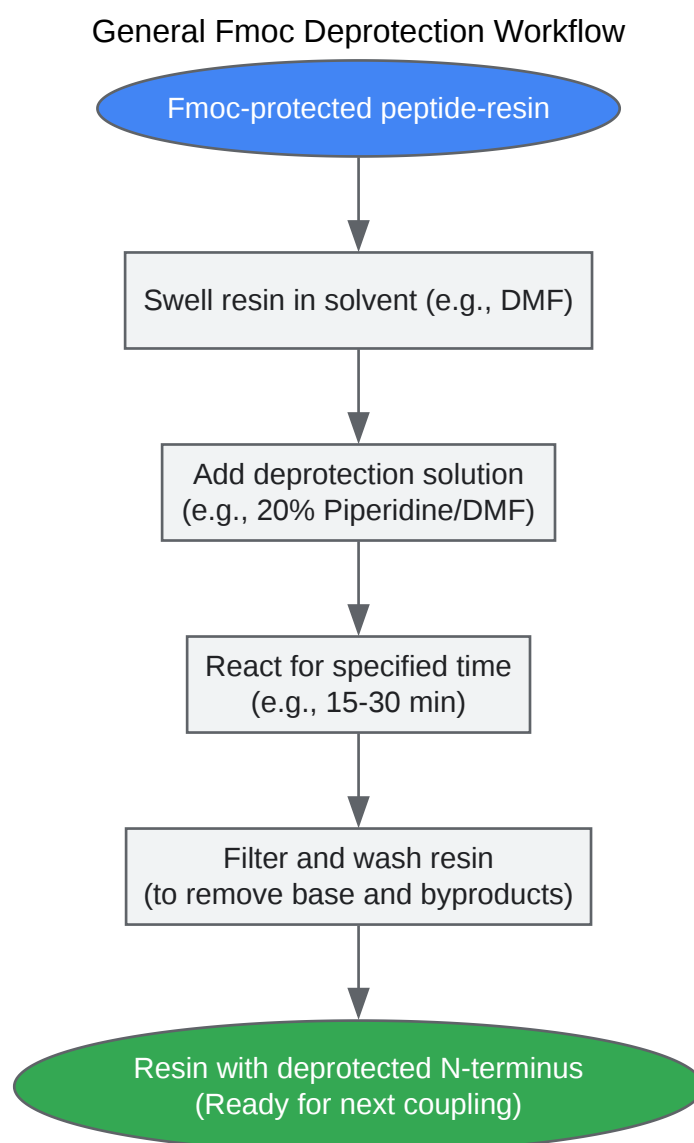 General Fmoc Deprotection Workflow
Fmoc-protected peptide-resin
Swell resin in solvent (e.g., DMF)
Add deprotection solution
(e.g., 20% Piperidine/DMF)
React for specified time
(e.g., 15-30 min)
Filter and wash resin
(to remove base and byproducts)
Resin with deprotected N-terminus
(Ready for next coupling)